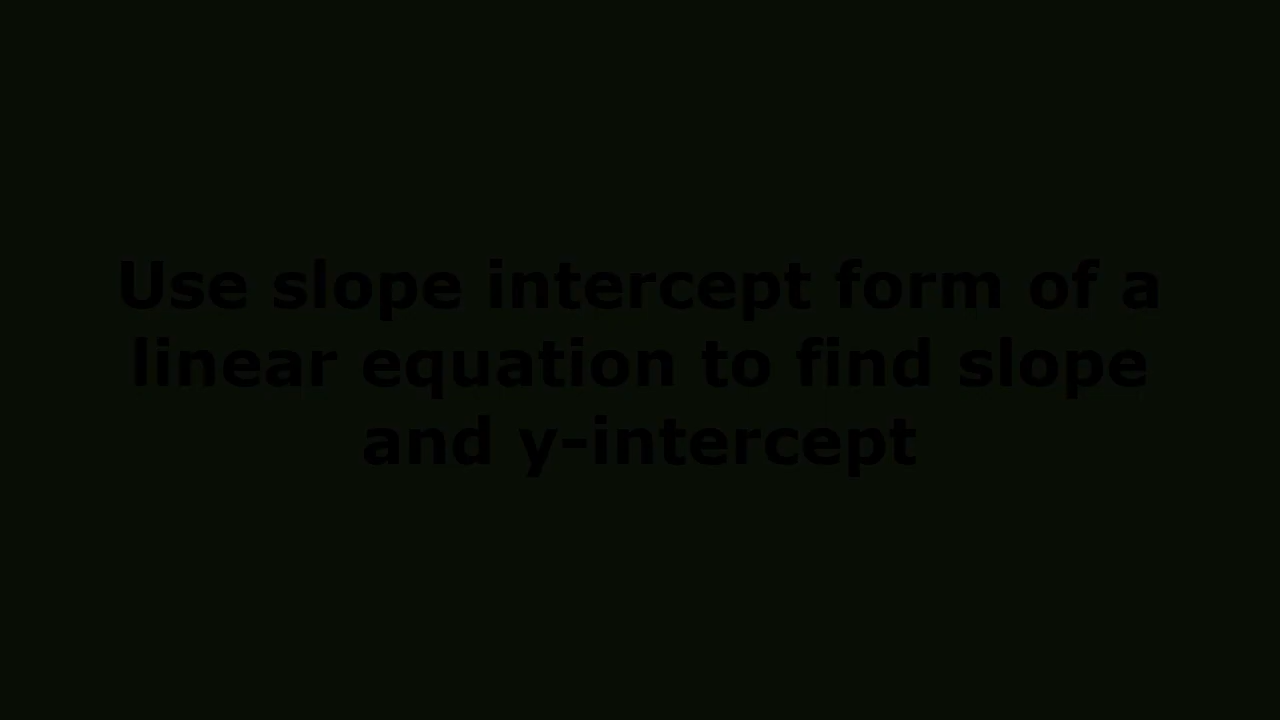 Use slope intercept form of a
linear equation to find slope
and y-intercept